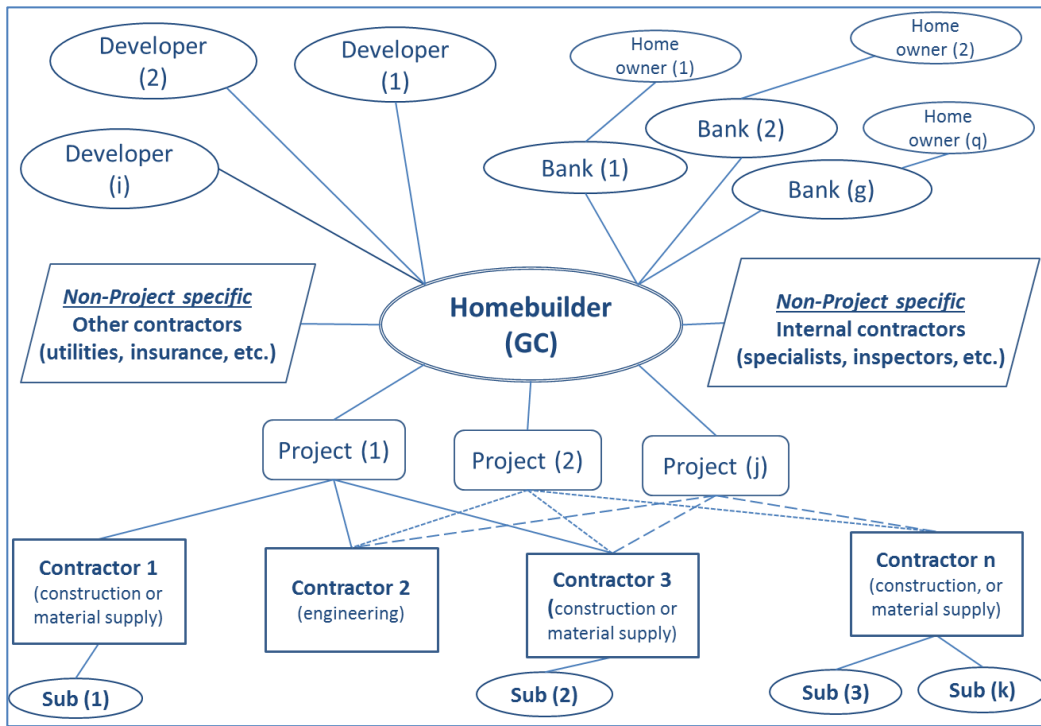 Developer
(2)
Developer
(1)
Home
owner (1)
Home
owner (2)
Developer
(i)
Bank (1)
Bank (2)
Home
owner (q)
Bank (g)
Non-Project specific
Other contractors
(utilities, insurance, etc.)
Homebuilder
(GC)
Non-Project specific
Internal contractors
(specialists, inspectors, etc.)
Project (1)
Project (2)
Project (j)
Contractor 1
(construction or
material supply)
Contractor 2
(engineering)
Contractor 3
(construction or
material supply)
Contractor n
(construction, or
material supply)
Sub (1)
Sub (2)
Sub (3)
Sub (k)